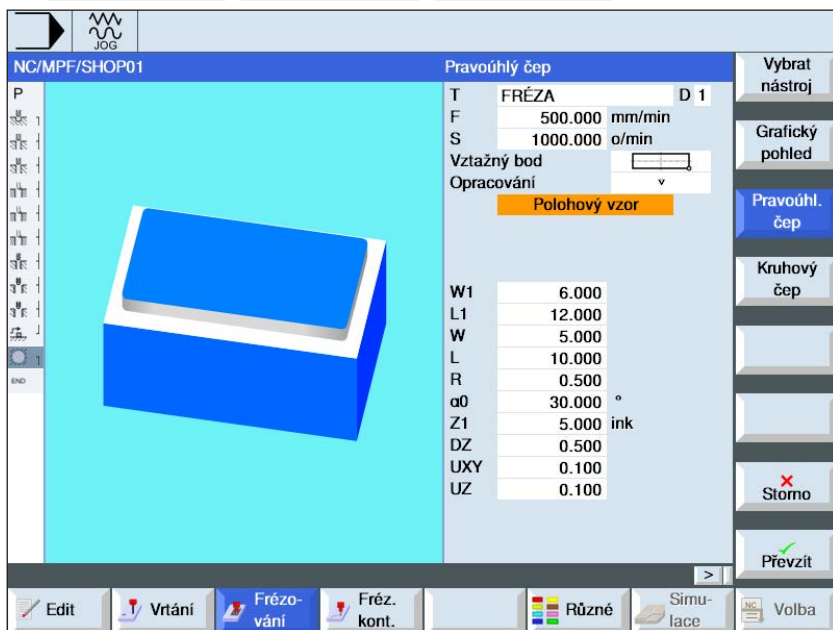 JOG
NC/MPF/SHOP01
Pravoúhlý čep
Vybrat
nástroj
P
T FRÉZA D 1
F 500.000 mm/min
S 1000.000 o/min
Vztažný bod
Opracování v
Polohový vzor
Grafický
pohled
Pravoúhl.
čep
Kruhový
čep
W1 6.000
L1 12.000
W 5.000
L 10.000
R 0.500
α0 30.000 °
Z1 5.000 ink
DZ 0.500
UXY 0.100
UZ 0.100
END
Storno
Převzít
>
Edit
Vrtání
Frézo-
vání
Fréz.
kont.
Různé
Simu-
lace
NC
Volba